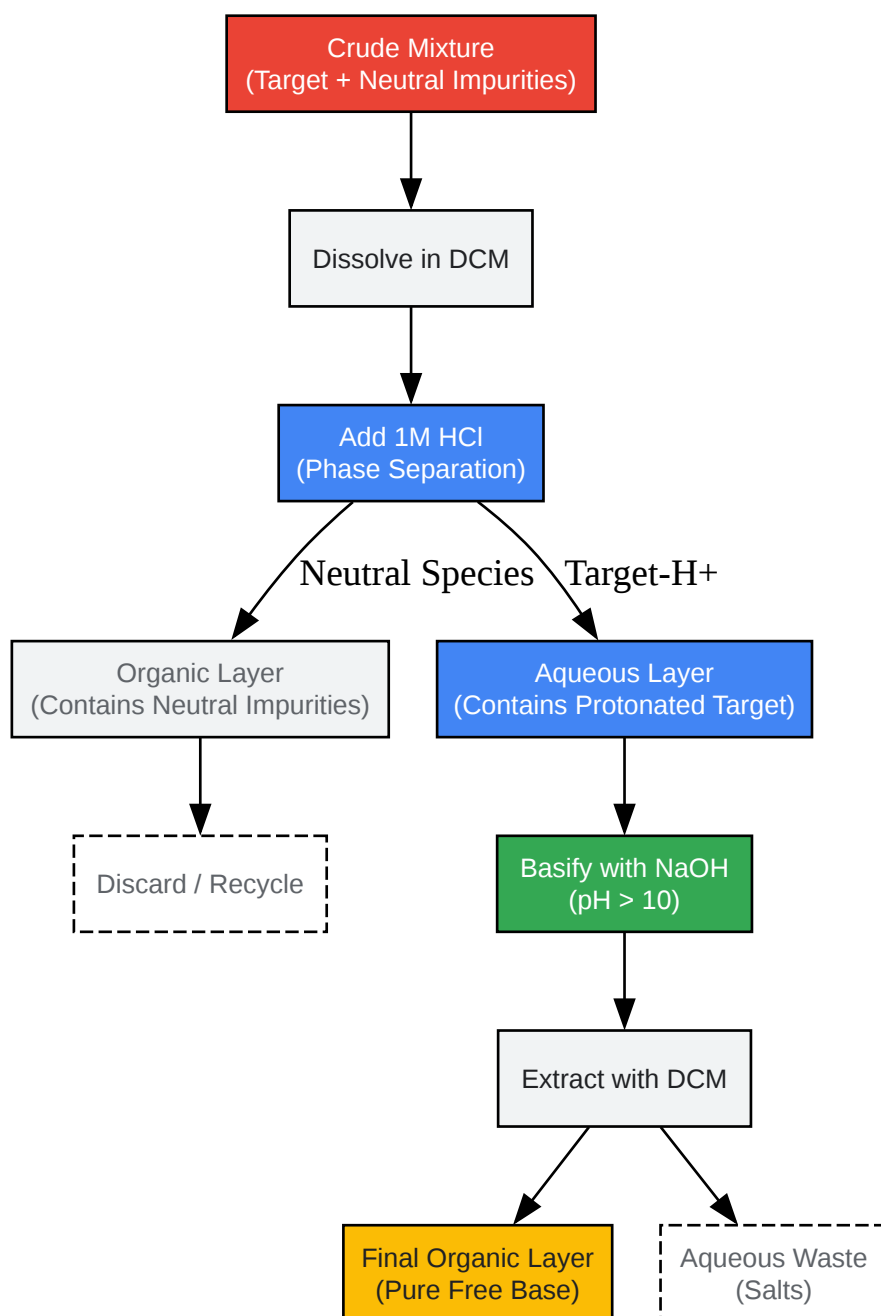 Crude Mixture
(Target + Neutral Impurities)
Dissolve in DCM
Add 1M HCl
(Phase Separation)
Neutral Species
Target-H+
Organic Layer
(Contains Neutral Impurities)
Aqueous Layer
(Contains Protonated Target)
Discard / Recycle
Basify with NaOH
(pH > 10)
Extract with DCM
Final Organic Layer
(Pure Free Base)
Aqueous Waste
(Salts)